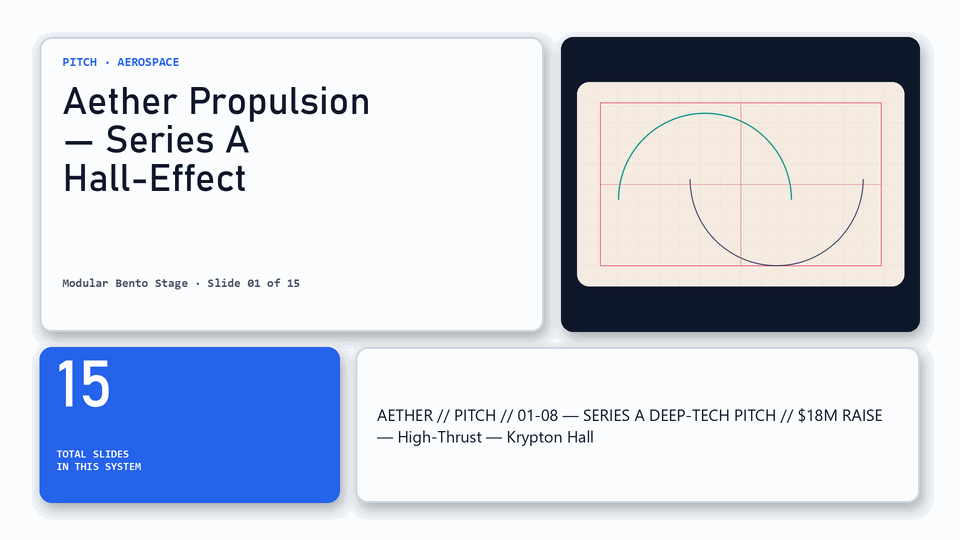 PITCH · AEROSPACE
Aether Propulsion
— Series A
Hall-Effect
Modular Bento Stage · Slide 01 of 15
15
TOTAL SLIDES
IN THIS SYSTEM
AETHER // PITCH // 01-08 — SERIES A DEEP-TECH PITCH // $18M RAISE
— High-Thrust — Krypton Hall